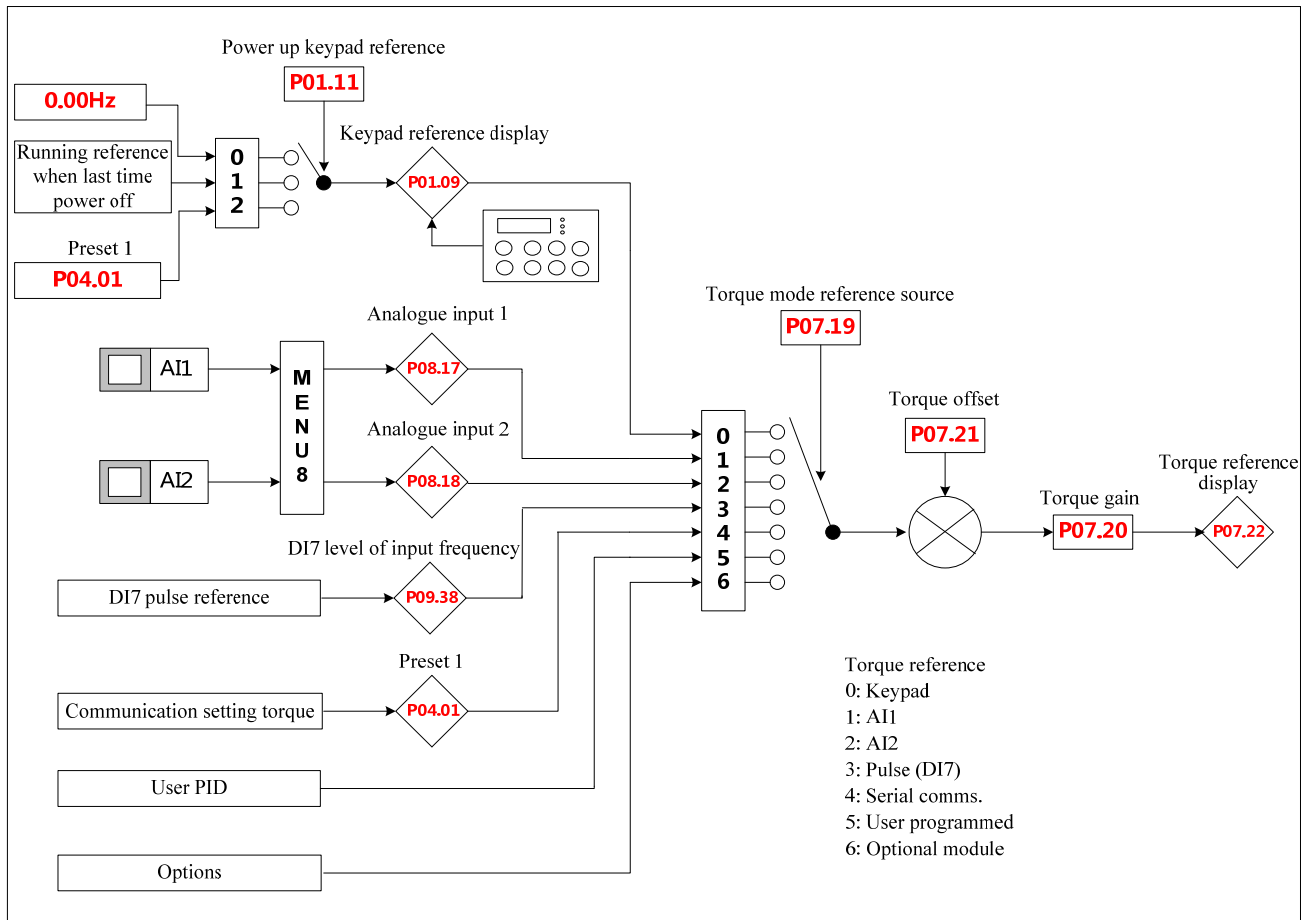 Power up keypad reference
P01.11
0.00Hz
Keypad reference display
Running reference
when last time
power off
0
1
2
P01.09
Preset 1
P04.01
Torque mode reference source
P07.19
Analogue input 1
AI1
M
E
N
U
8
P08.17
Analogue input 2
AI2
P08.18
Torque offset
P07.21
0
1
2
3
4
5
6
Torque gain
P07.20
Torque reference
display
P07.22
DI7 level of input frequency
DI7 pulse reference
P09.38
Preset 1
Communication setting torque
P04.01
User PID
Options
Torque reference
0: Keypad
1: AI1
2: AI2
3: Pulse (DI7)
4: Serial comms.
5: User programmed
6: Optional module